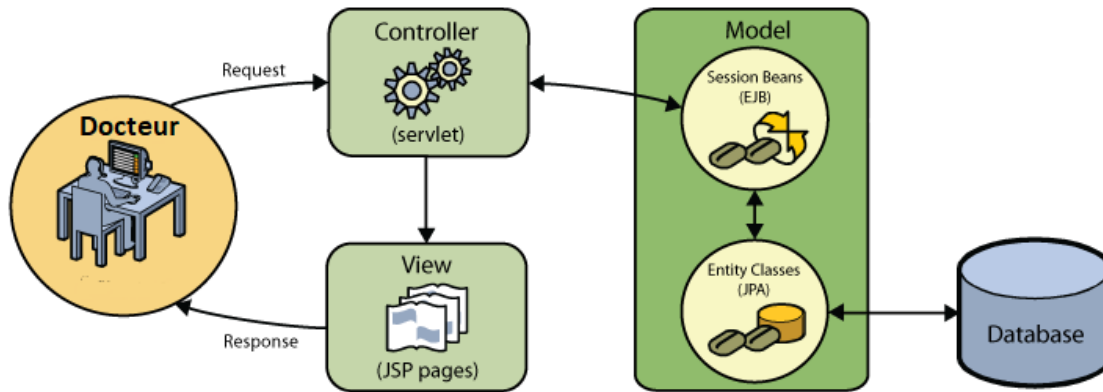 Controller
(servlet)
Request
Docteur
Model
Session Beans
(EJB)
View
(JSP pages)
Response
Entity Classes
(JPA)
Database